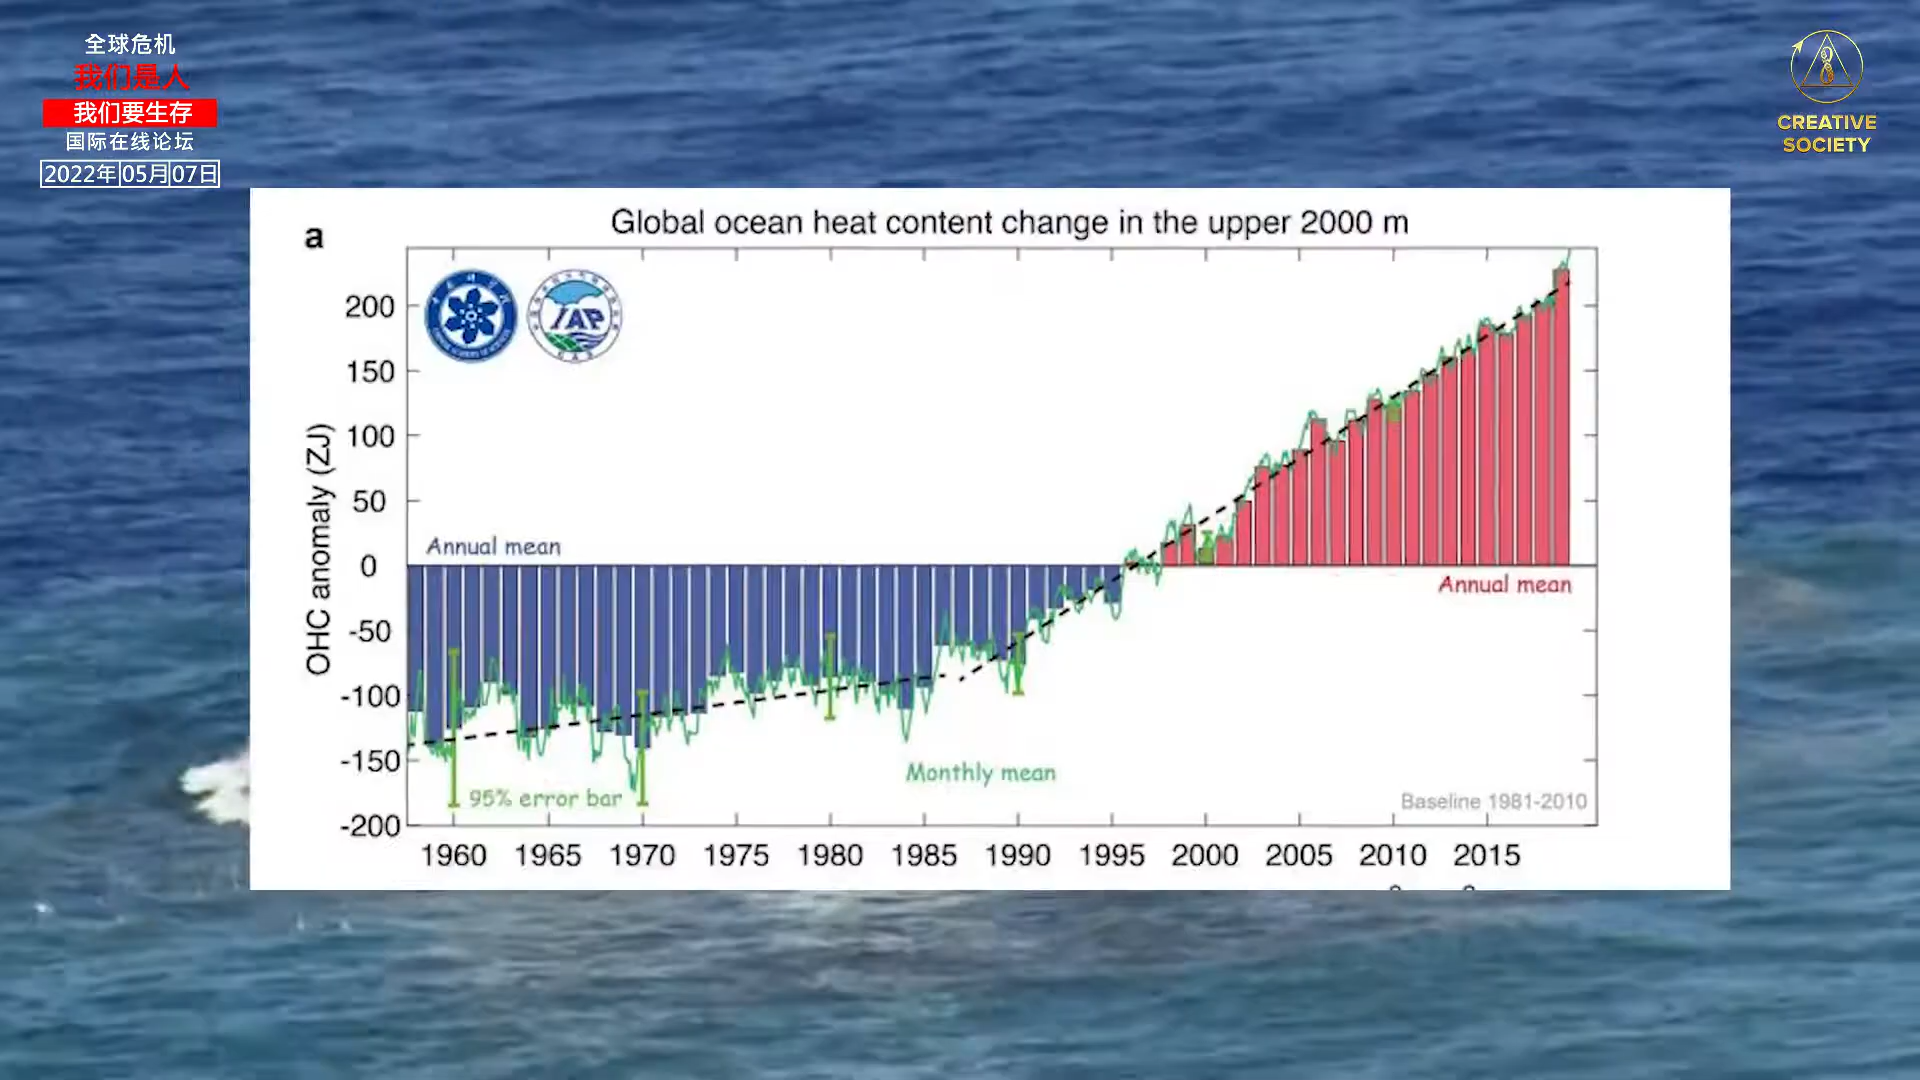 全球危机
我们是人
我们要生存
国际在线论坛
2022年05月07日
CREATIVE
SOCIETY
a
Global ocean heat content change in the upper 2000 m
IAP
CAS
OHC anomaly (ZJ)
200
150
100
50
0
-50
-100
-150
-200
Annual mean
Annual mean
Monthly mean
95% error bar
Baseline 1981-2010
1960 1965 1970 1975 1980 1985 1990 1995 2000 2005 2010 2015